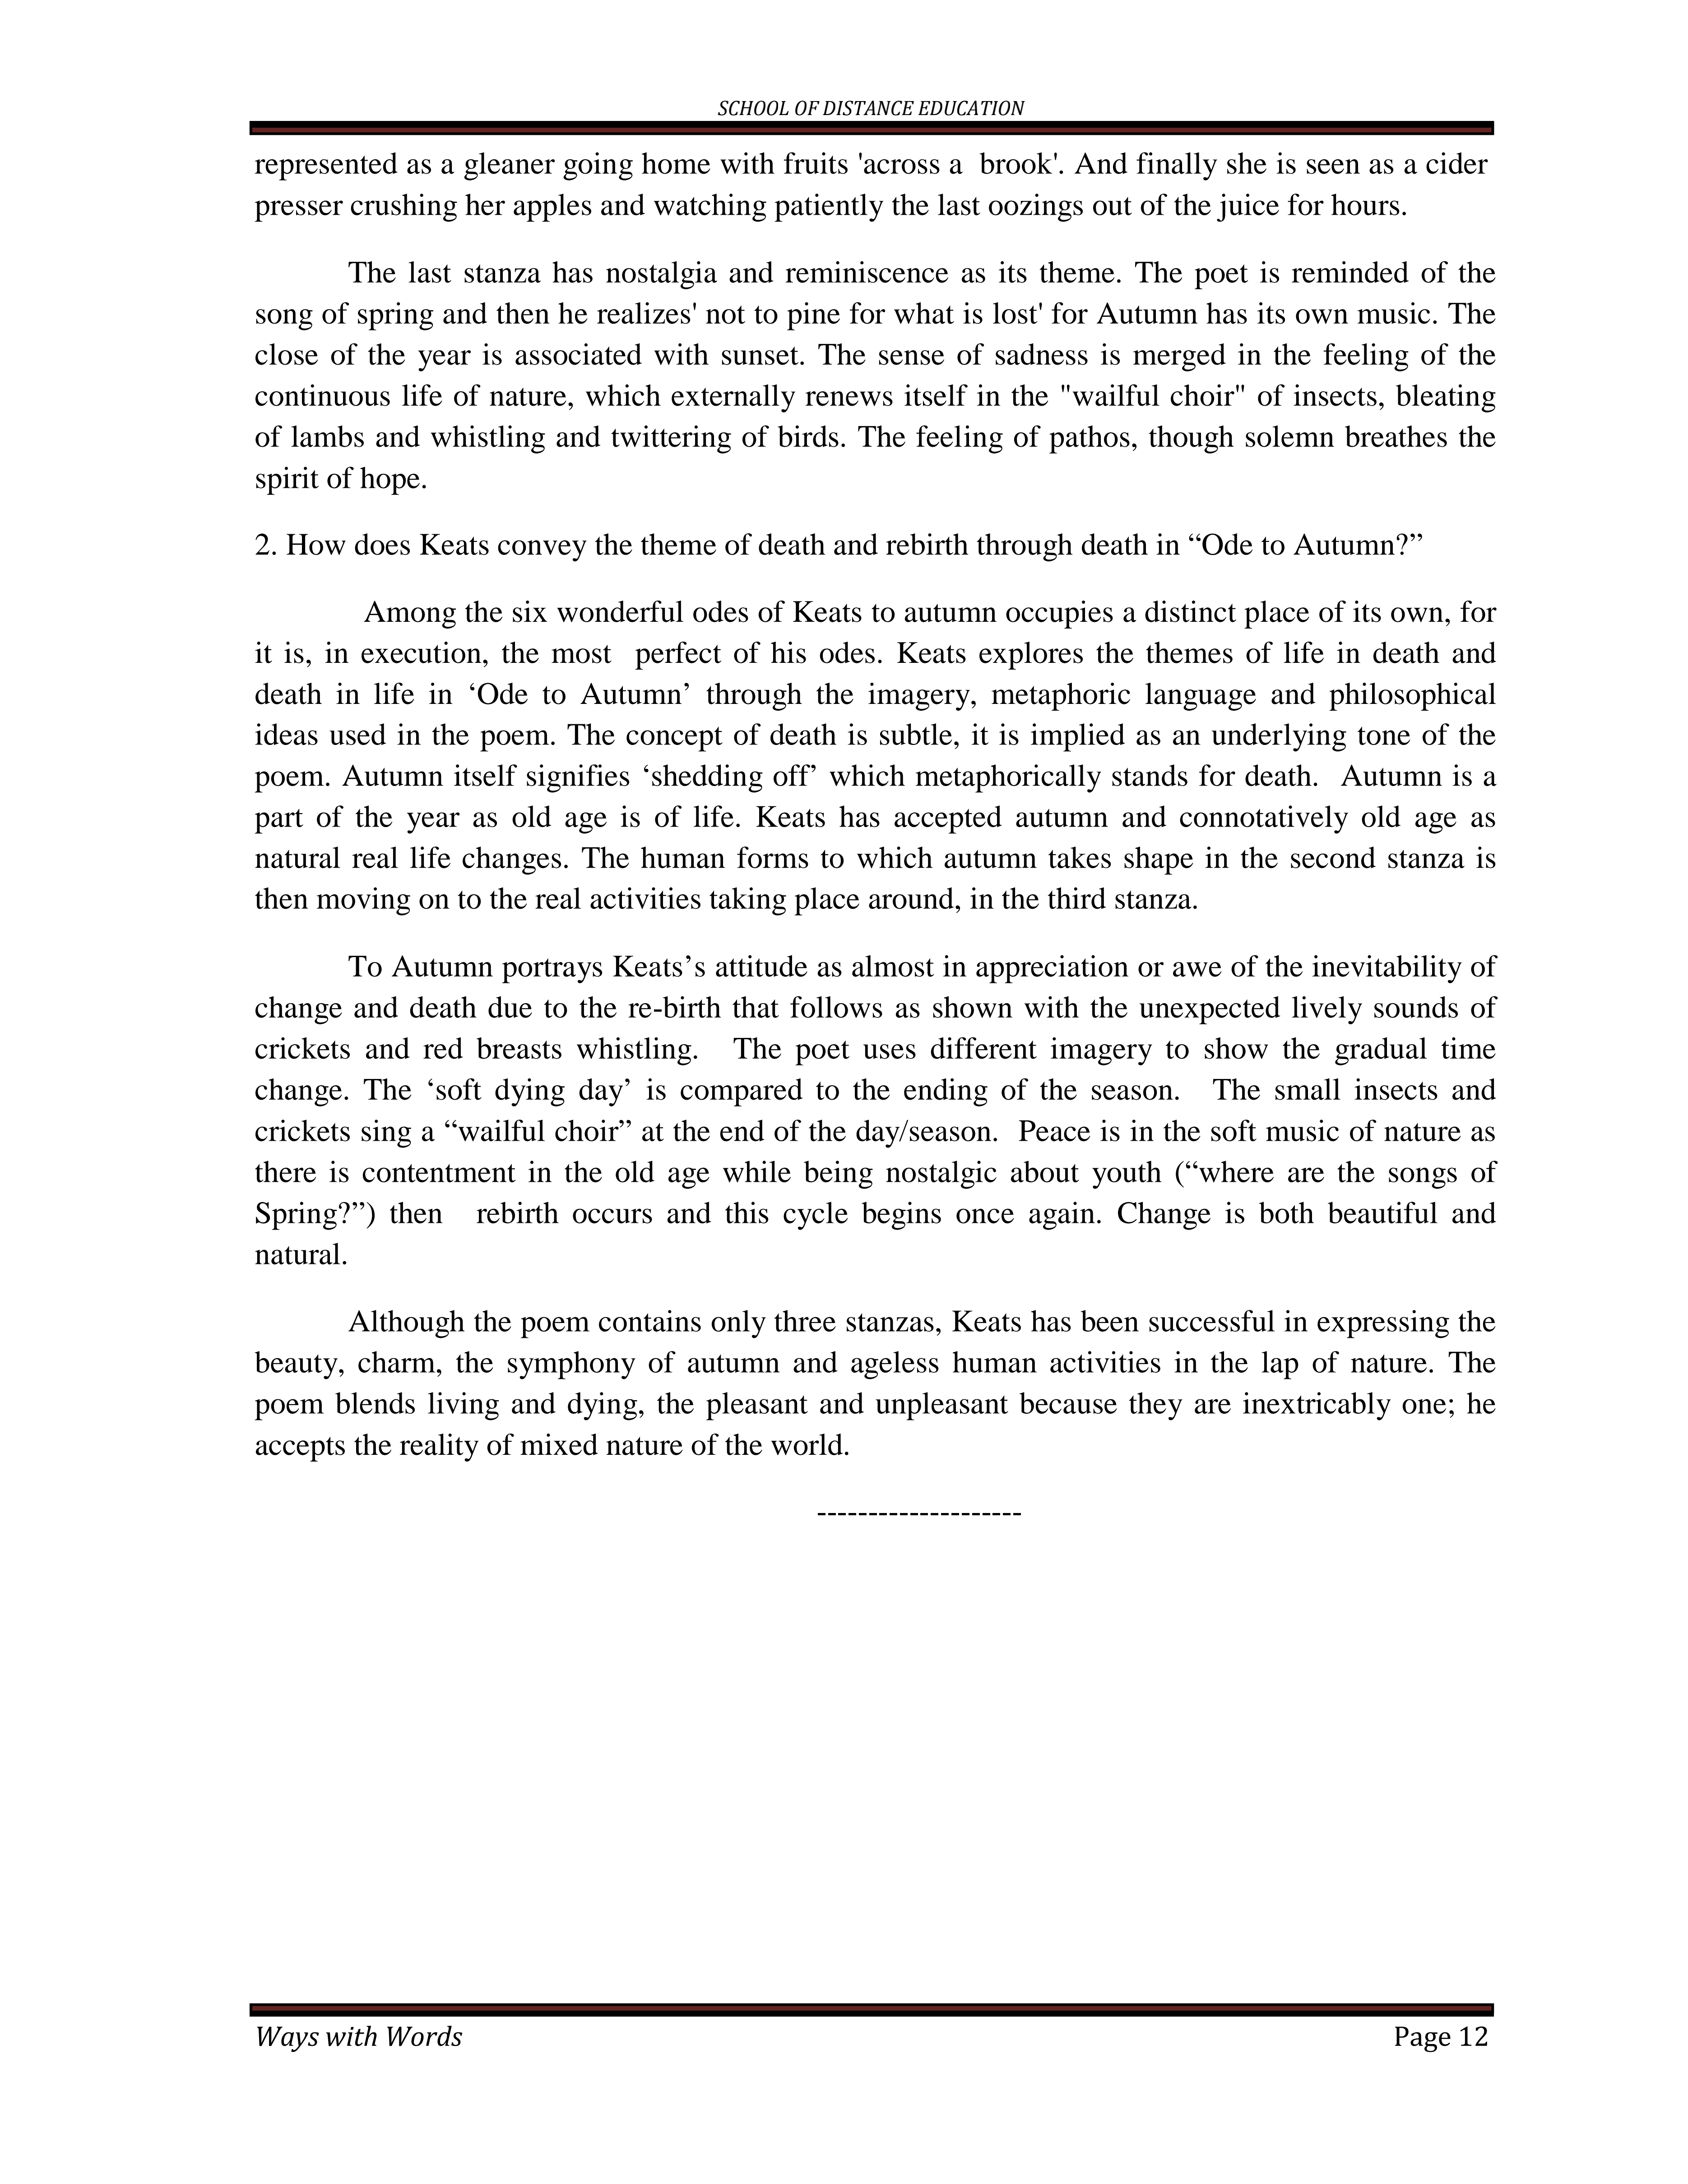 SCHOOL OF DISTANCE EDUCATION
represented as a gleaner going home with fruits 'across a  brook'. And finally she is seen as a cider
presser crushing her apples and watching patiently the last oozings out of the juice for hours.
The last stanza has nostalgia and reminiscence as its theme. The poet is reminded of the
song of spring and then he realizes' not to pine for what is lost' for Autumn has its own music. The
close of the year is associated with sunset. The sense of sadness is merged in the feeling of the
continuous life of nature, which externally renews itself in the "wailful choir" of insects, bleating
of lambs and whistling and twittering of birds. The feeling of pathos, though solemn breathes the
spirit of hope.
2. How does Keats convey the theme of death and rebirth through death in “Ode to Autumn?”
Among the six wonderful odes of Keats to autumn occupies a distinct place of its own, for
it is, in execution, the most  perfect of his odes. Keats explores the themes of life in death and
death in life in ‘Ode to Autumn’ through the imagery, metaphoric language and philosophical
ideas used in the poem. The concept of death is subtle, it is implied as an underlying tone of the
poem. Autumn itself signifies ‘shedding off’ which metaphorically stands for death.  Autumn is a
part of the year as old age is of life. Keats has accepted autumn and connotatively old age as
natural real life changes. The human forms to which autumn takes shape in the second stanza is
then moving on to the real activities taking place around, in the third stanza.
To Autumn portrays Keats’s attitude as almost in appreciation or awe of the inevitability of
change and death due to the re-birth that follows as shown with the unexpected lively sounds of
crickets and red breasts whistling.  The poet uses different imagery to show the gradual time
change. The ‘soft dying day’ is compared to the ending of the season.  The small insects and
crickets sing a “wailful choir” at the end of the day/season.  Peace is in the soft music of nature as
there is contentment in the old age while being nostalgic about youth (“where are the songs of
Spring?”) then  rebirth occurs and this cycle begins once again. Change is both beautiful and
natural.
Although the poem contains only three stanzas, Keats has been successful in expressing the
beauty, charm, the symphony of autumn and ageless human activities in the lap of nature. The
poem blends living and dying, the pleasant and unpleasant because they are inextricably one; he
accepts the reality of mixed nature of the world.
--------------------
Ways with Words Page 12